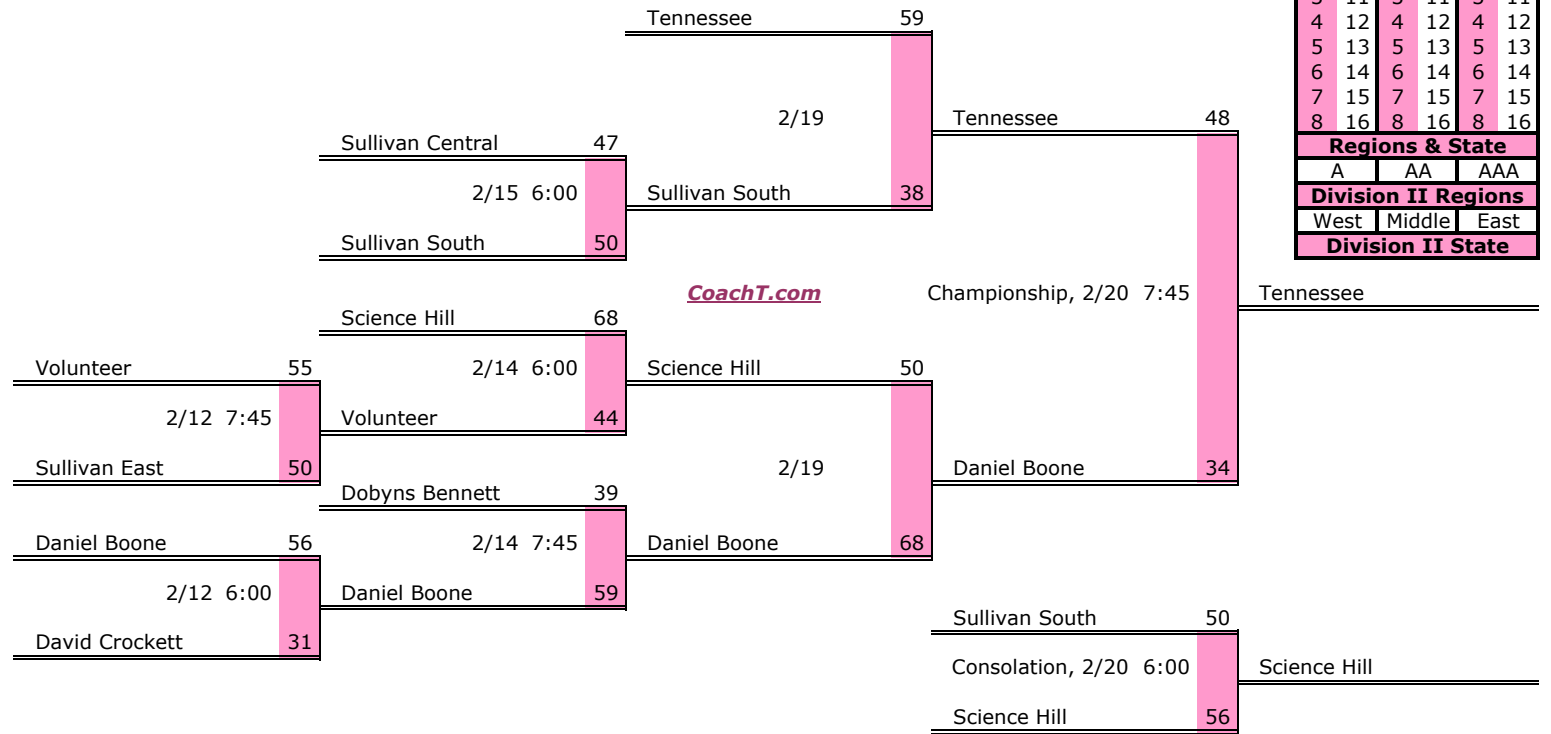 Tennessee 59
2/19
Sullivan Central 47
2/15 6:00
Sullivan South 38
Sullivan South 50
Tennessee 48
CoachT.com
Championship, 2/20 7:45
Tennessee
Science Hill 68
Volunteer 55
2/14 6:00
Science Hill 50
2/12 7:45
Volunteer 44
Sullivan East 50
2/19
Daniel Boone 34
Dobyns Bennett 39
Daniel Boone 56
2/14 7:45
Daniel Boone 68
2/12 6:00
Daniel Boone 59
David Crockett 31
Sullivan South 50
Consolation, 2/20 6:00
Science Hill
Science Hill 56
3 11 3 11 3 11
4 12 4 12 4 12
5 13 5 13 5 13
6 14 6 14 6 14
7 15 7 15 7 15
8 16 8 16 8 16
Regions & State
A AA AAA
Division II Regions
West Middle East
Division II State